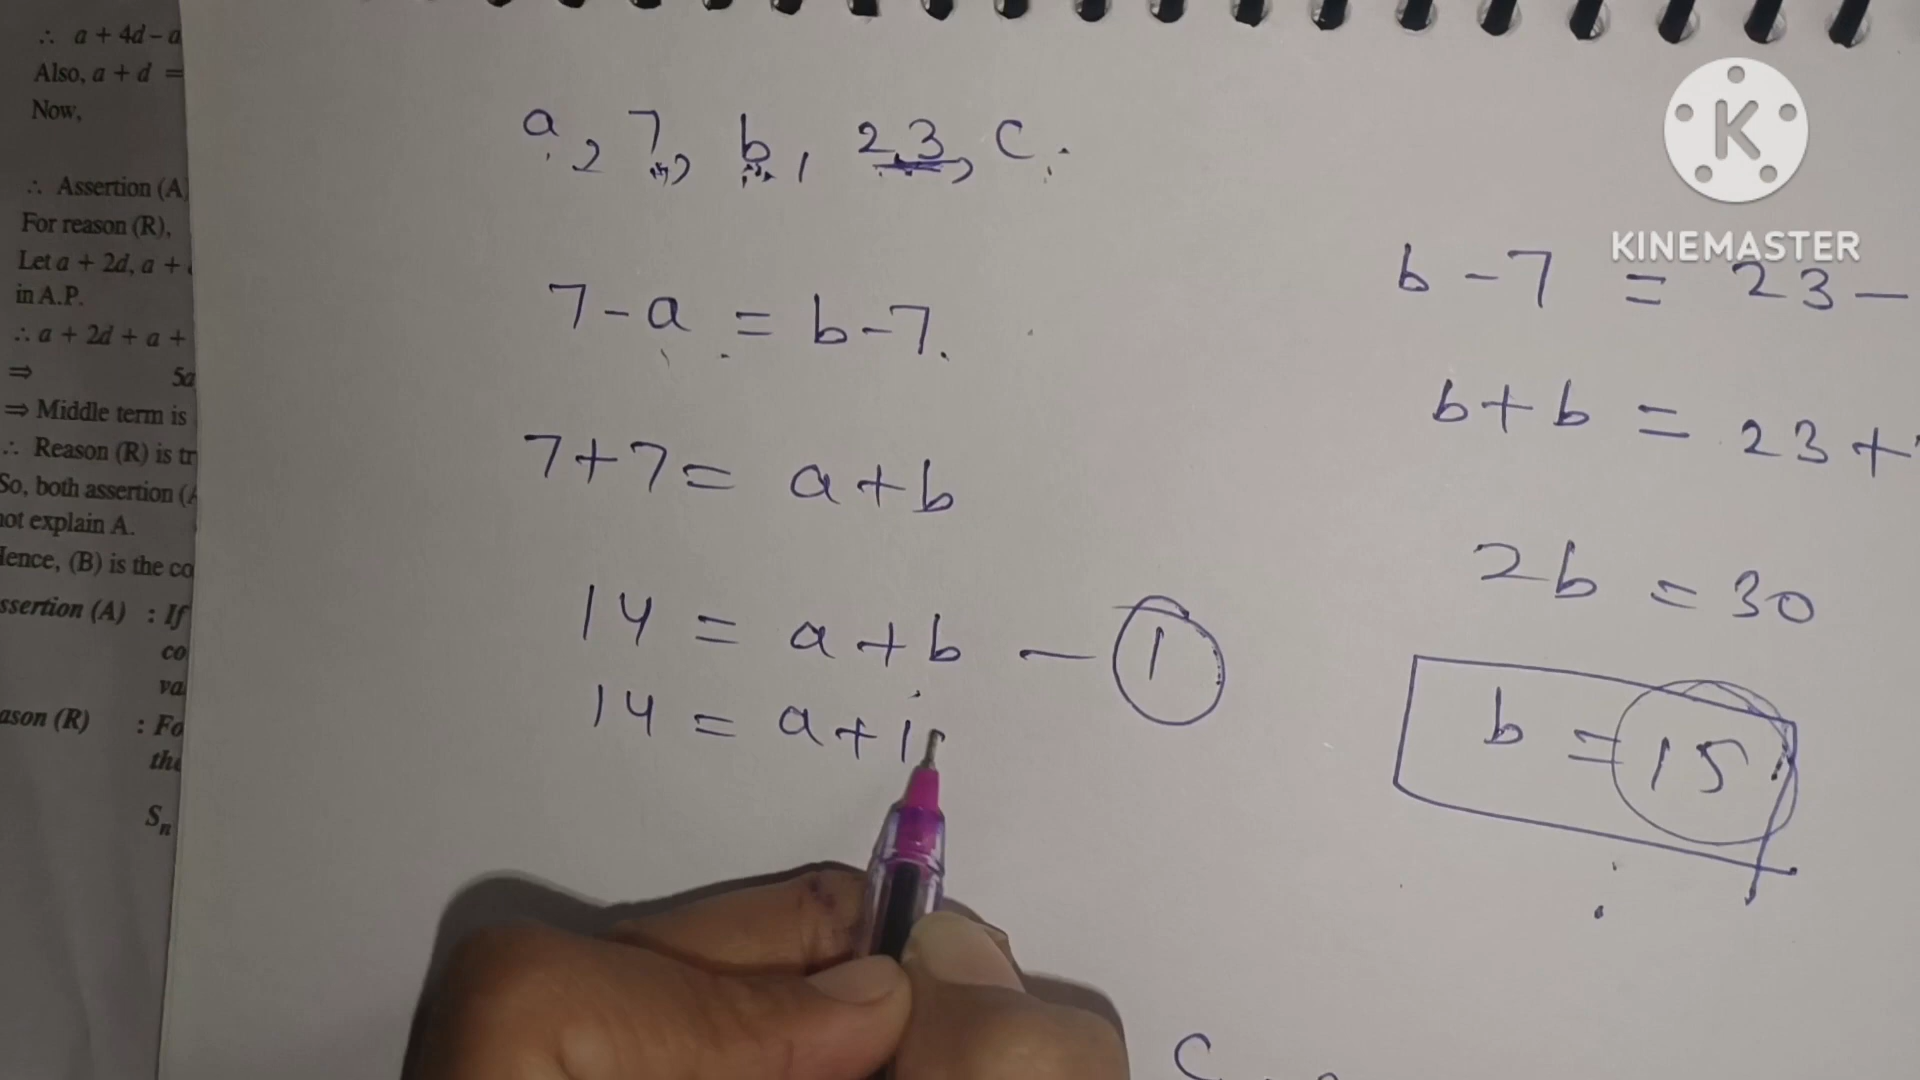 ∴ a + 4d – a
Also, a + d =
Now,
∴ Assertion (A)
For reason (R),
Let a + 2d, a +
in A.P.
∴ a + 2d + a +
⇒ 5a
⇒ Middle term is
∴ Reason (R) is
So, both assertion
not explain A.
Hence, (B) is the
Assertion (A) : If
Reason (R) : Fo
S_n
a, 7, b, 23, C.
7 - a = b - 7.
7 + 7 = a + b
14 = a + b — 1
14 = a + 1
b - 7 = 23 -
b + b = 23 +
2b = 30
b = 15
C
K
KINEMASTER